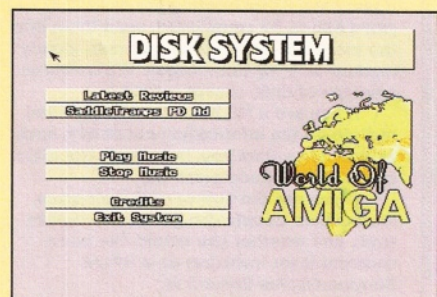 DISK SYSTEM
Latest Reviews
SaddleTramps PD Ad
Play Music
Stop Music
Credits
Exit System
World Of
AMIGA